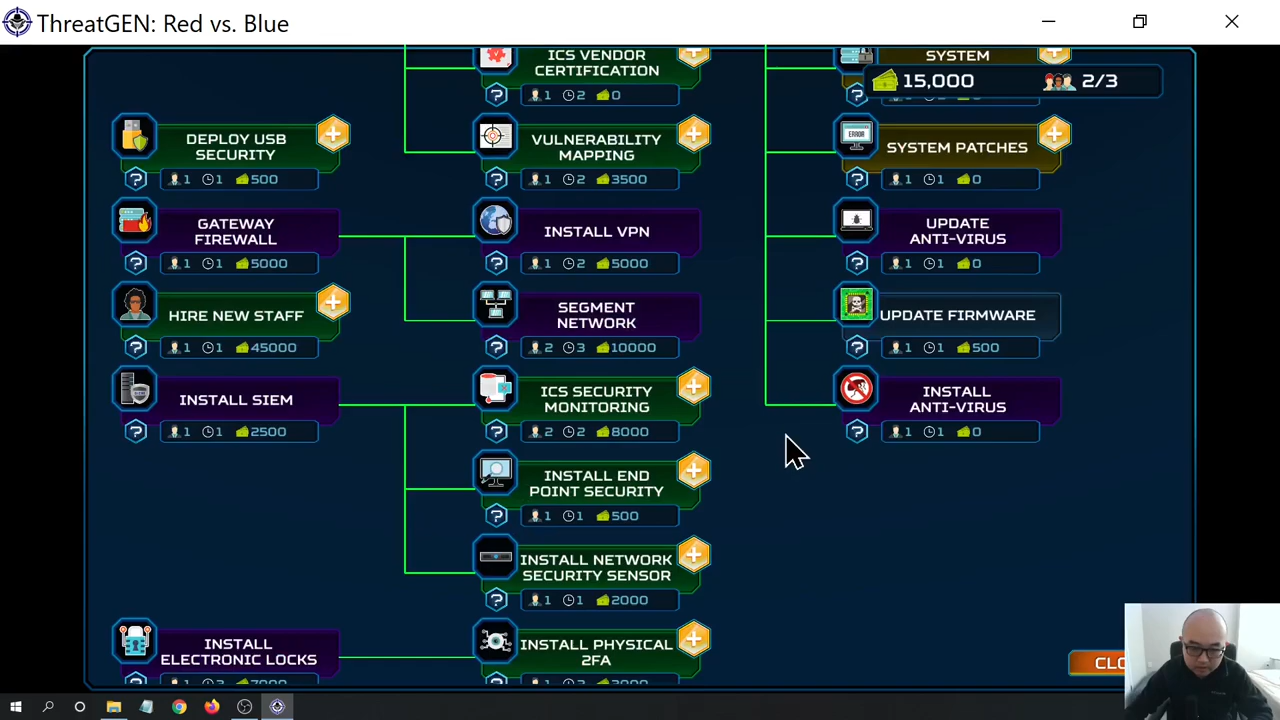 ThreatGEN: Red vs. Blue
ICS VENDOR
CERTIFICATION
1 2 0
SYSTEM
15,000 2/3
DEPLOY USB
SECURITY
1 1 500
VULNERABILITY
MAPPING
1 2 3500
ERROR
SYSTEM PATCHES
1 1 0
GATEWAY
FIREWALL
1 1 5000
INSTALL VPN
1 2 5000
UPDATE
ANTI-VIRUS
1 1 0
HIRE NEW STAFF
1 1 45000
SEGMENT
NETWORK
2 3 10000
UPDATE FIRMWARE
1 1 500
INSTALL SIEM
1 1 2500
ICS SECURITY
MONITORING
2 2 8000
INSTALL
ANTI-VIRUS
1 1 0
INSTALL END
POINT SECURITY
1 1 500
INSTALL NETWORK
SECURITY SENSOR
1 1 2000
INSTALL
ELECTRONIC LOCKS
INSTALL PHYSICAL
2FA
CLO